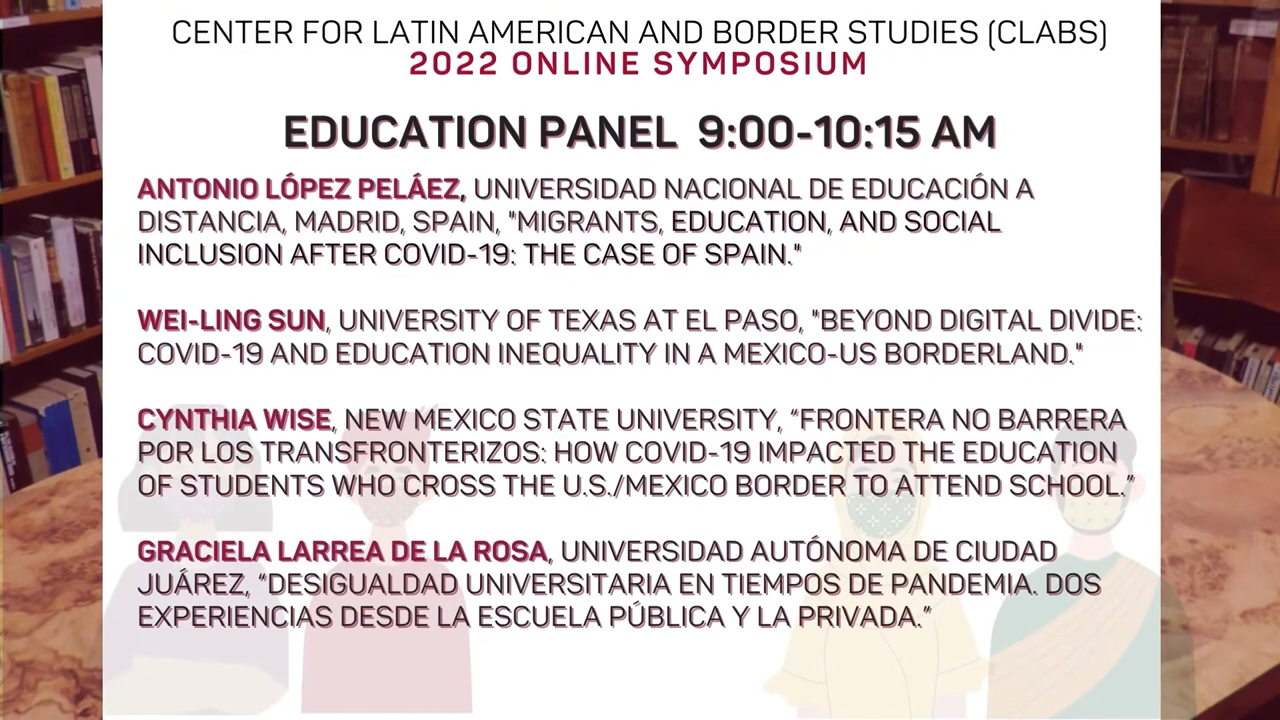 CENTER FOR LATIN AMERICAN AND BORDER STUDIES (CLABS)
2022 ONLINE SYMPOSIUM
EDUCATION PANEL 9:00-10:15 AM
ANTONIO LÓPEZ PELÁEZ, UNIVERSIDAD NACIONAL DE EDUCACIÓN A
DISTANCIA, MADRID, SPAIN, "MIGRANTS, EDUCATION, AND SOCIAL
INCLUSION AFTER COVID-19: THE CASE OF SPAIN."
WEI-LING SUN, UNIVERSITY OF TEXAS AT EL PASO, "BEYOND DIGITAL DIVIDE:
COVID-19 AND EDUCATION INEQUALITY IN A MEXICO-US BORDERLAND."
CYNTHIA WISE, NEW MEXICO STATE UNIVERSITY, “FRONTERA NO BARRERA
POR LOS TRANSFRONTERIZOS: HOW COVID-19 IMPACTED THE EDUCATION
OF STUDENTS WHO CROSS THE U.S./MEXICO BORDER TO ATTEND SCHOOL.”
GRACIELA LARREA DE LA ROSA, UNIVERSIDAD AUTÓNOMA DE CIUDAD
JUÁREZ, “DESIGUALDAD UNIVERSITARIA EN TIEMPOS DE PANDEMIA. DOS
EXPERIENCIAS DESDE LA ESCUELA PÚBLICA Y LA PRIVADA.”